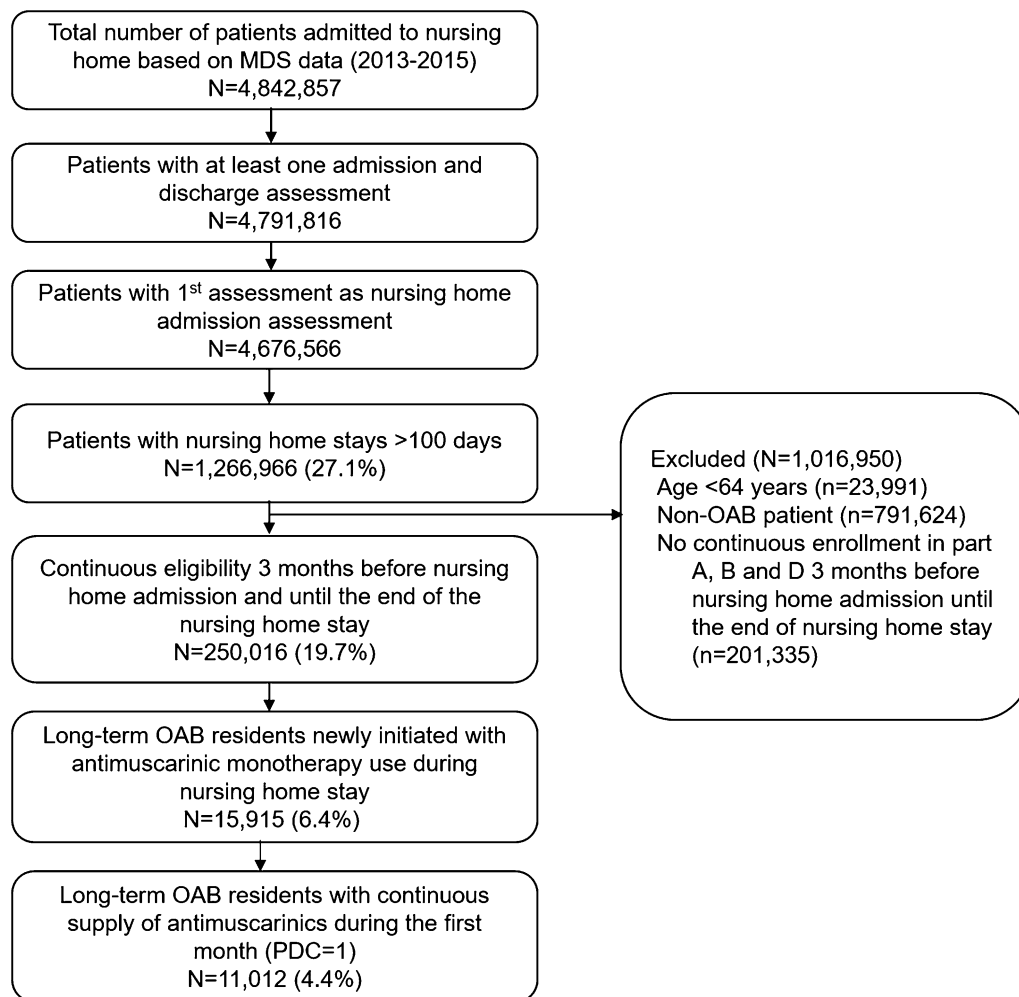 Total number of patients admitted to nursing
home based on MDS data (2013-2015)
N=4,842,857
Patients with at least one admission and
discharge assessment
N=4,791,816
Patients with 1st assessment as nursing home
admission assessment
N=4,676,566
Patients with nursing home stays >100 days
N=1,266,966 (27.1%)
Excluded (N=1,016,950)
Age <64 years (n=23,991)
Non-OAB patient (n=791,624)
No continuous enrollment in part
A, B and D 3 months before
nursing home admission until
the end of nursing home stay
(n=201,335)
Continuous eligibility 3 months before nursing
home admission and until the end of the
nursing home stay
N=250,016 (19.7%)
Long-term OAB residents newly initiated with
antimuscarinic monotherapy use during
nursing home stay
N=15,915 (6.4%)
Long-term OAB residents with continuous
supply of antimuscarinics during the first
month (PDC=1)
N=11,012 (4.4%)